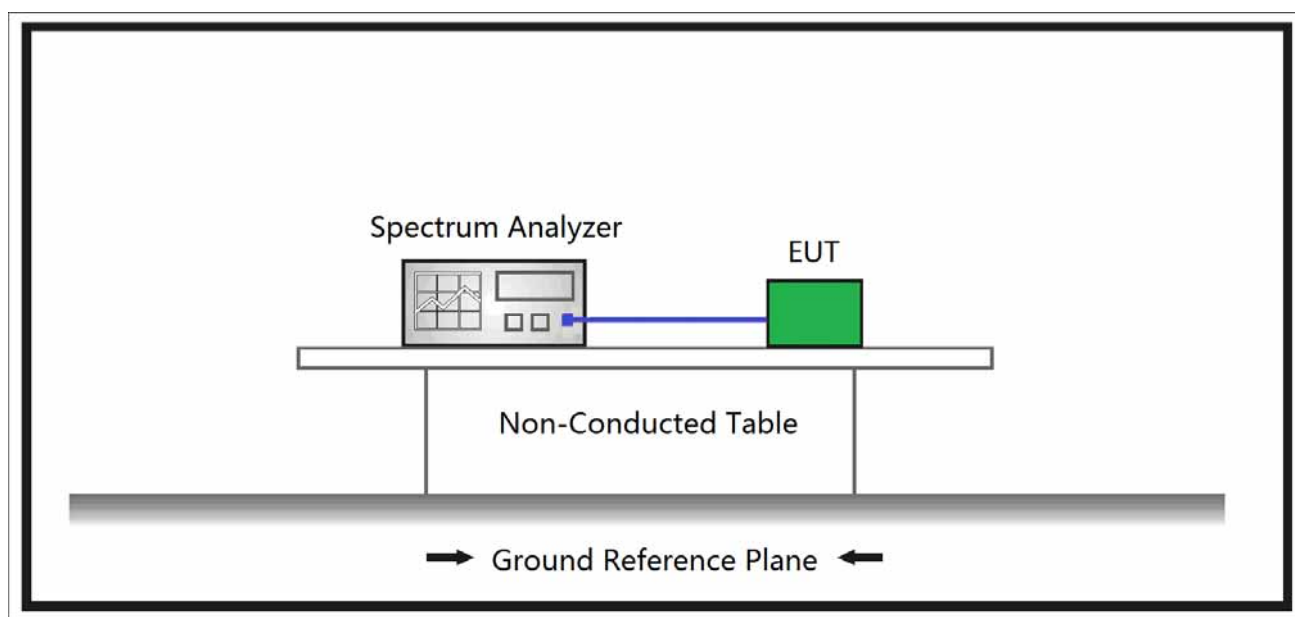 Spectrum Analyzer
EUT
Non-Conducted Table
Ground Reference Plane